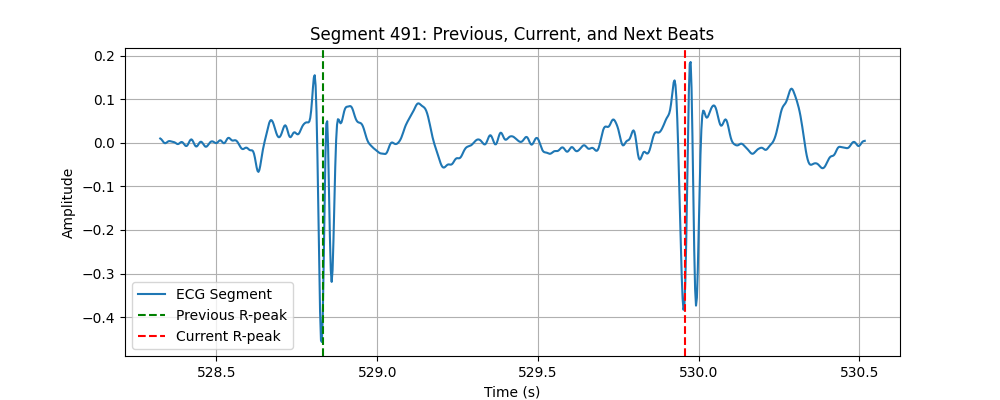 Segment 491: Previous, Current, and Next Beats
0.2
0.1
0.0
−0.1
−0.2
−0.3
−0.4
Amplitude
ECG Segment
Previous R-peak
Current R-peak
528.5 529.0 529.5 530.0 530.5
Time (s)